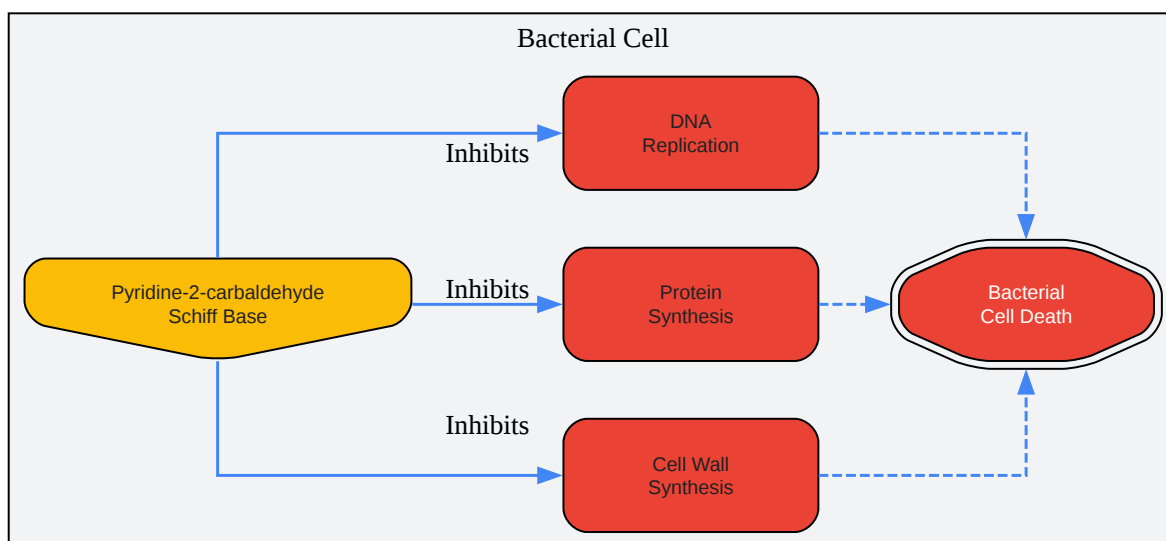 Bacterial Cell
DNA
Replication
Inhibits
Pyridine-2-carbaldehyde
Schiff Base
Inhibits
Protein
Synthesis
Bacterial
Cell Death
Inhibits
Cell Wall
Synthesis